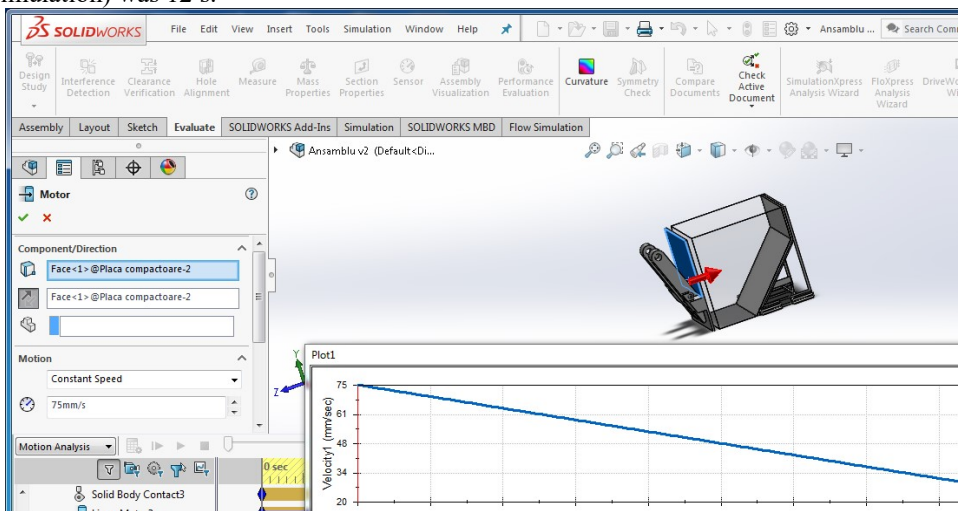 imulation) was 12 s.
SOLIDWORKS File Edit View Insert Tools Simulation Window Help Ansamblu ... Search Com
Design Study
Interference Detection
Clearance Verification
Hole Alignment
Measure
Mass Properties
Section Properties
Sensor
Assembly Visualization
Performance Evaluation
Curvature
Symmetry Check
Compare Documents
Check Active Document
SimulationXpress Analysis Wizard
FloXpress Analysis Wizard
DriveWo
Wi
Assembly Layout Sketch Evaluate SOLIDWORKS Add-Ins Simulation SOLIDWORKS MBD Flow Simulation
Ansamblu v2 (Default<Di...
Motor
Component/Direction
Face<1>@Placa compactoare-2
Face<1>@Placa compactoare-2
Motion
Constant Speed
75mm/s
Motion Analysis
0 sec
Solid Body Contact3
Y
Z
Plot1
Velocity1 (mm/sec)
75
61
48
34
20